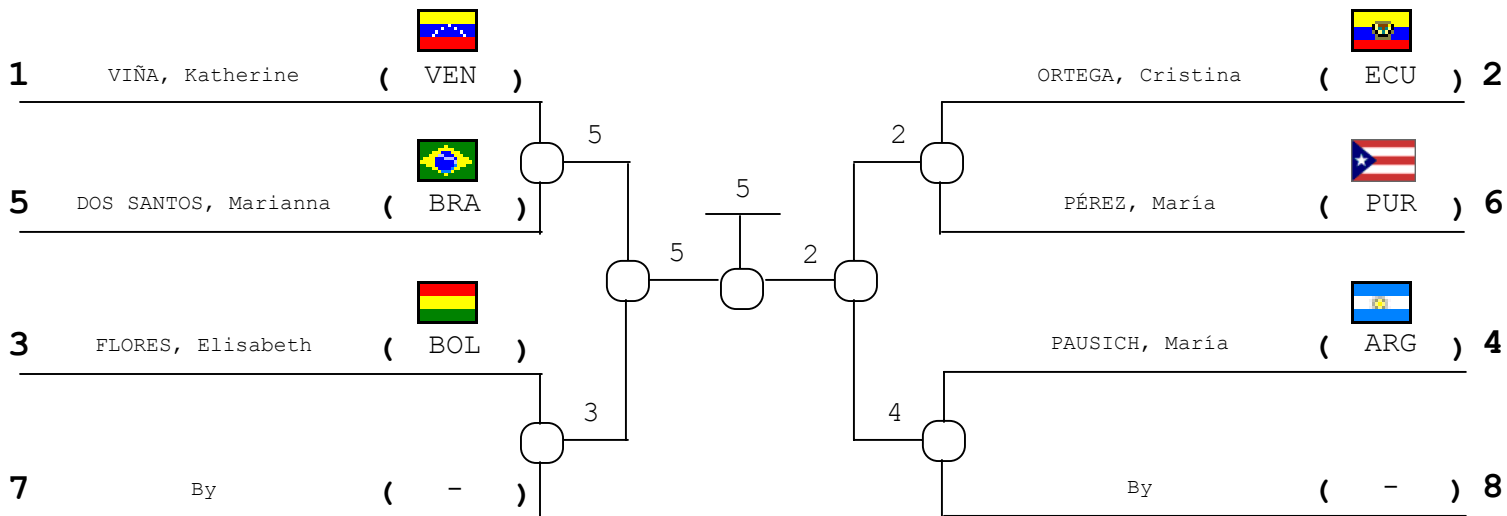 1 VIÑA, Katherine ( VEN )
5
5 DOS SANTOS, Marianna ( BRA )
5
3 FLORES, Elisabeth ( BOL )
3
7 By ( - )
5
ORTEGA, Cristina ( ECU ) 2
2
PÉREZ, María ( PUR ) 6
2
PAUSICH, María ( ARG ) 4
4
By ( - ) 8